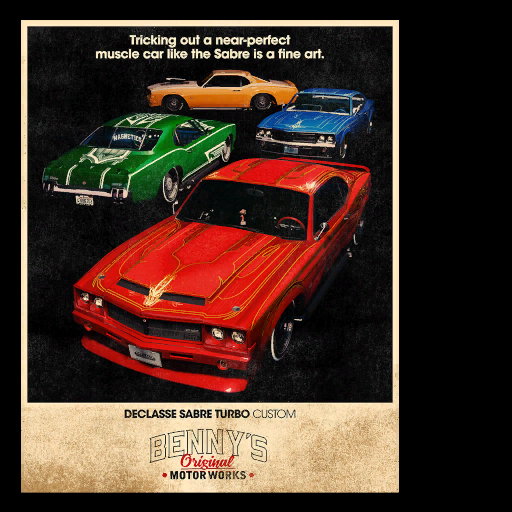 Tricking out a near-perfect
muscle car like the Sabre is a fine art.
MAGNETICS
DECLASSE SABRE TURBO CUSTOM
BENNY'S
Original
MOTOR WORKS